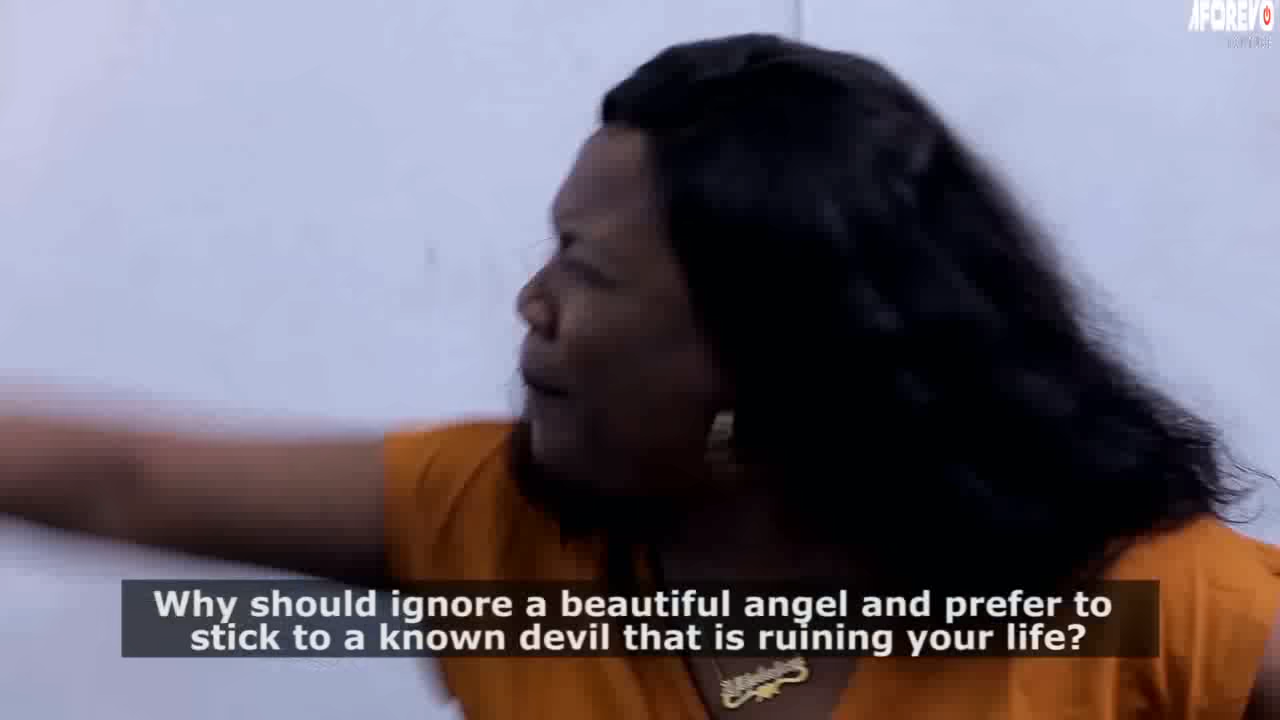 AFOREVO
Why should ignore a beautiful angel and prefer to
stick to a known devil that is ruining your life?